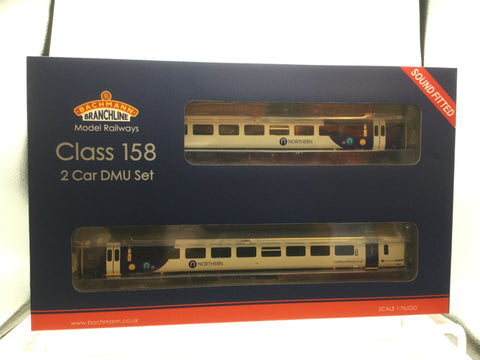 SOUND FITTED
BACHMANN
BRANCHLINE
Model Railways
Class 158
2 Car DMU Set
NORTHERN
NORTHERN
www.bachmann.co.uk
SCALE 1:76/OO